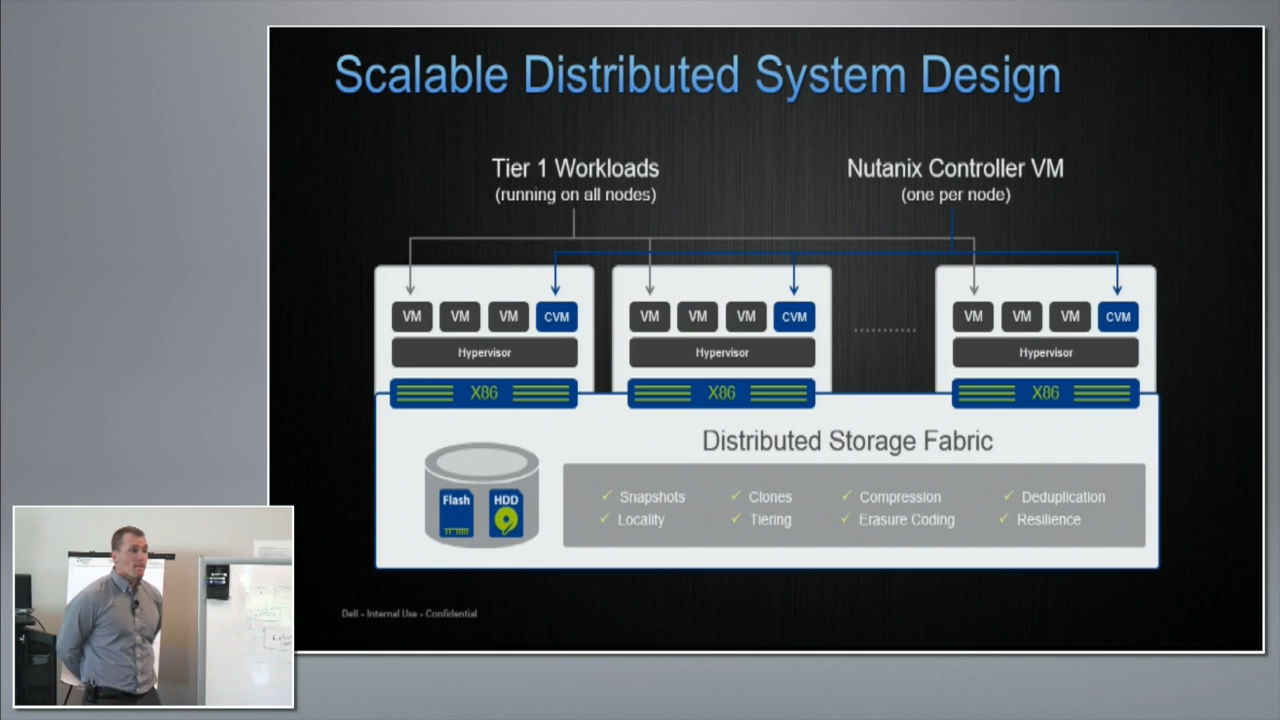 Scalable Distributed System Design
Tier 1 Workloads
(running on all nodes)
Nutanix Controller VM
(one per node)
VM VM VM CVM
Hypervisor
X86
VM VM VM CVM
Hypervisor
X86
VM VM VM CVM
Hypervisor
X86
Distributed Storage Fabric
Flash HDD
✓ Snapshots ✓ Clones ✓ Compression ✓ Deduplication
✓ Locality ✓ Tiering ✓ Erasure Coding ✓ Resilience
Dell - Internal Use - Confidential